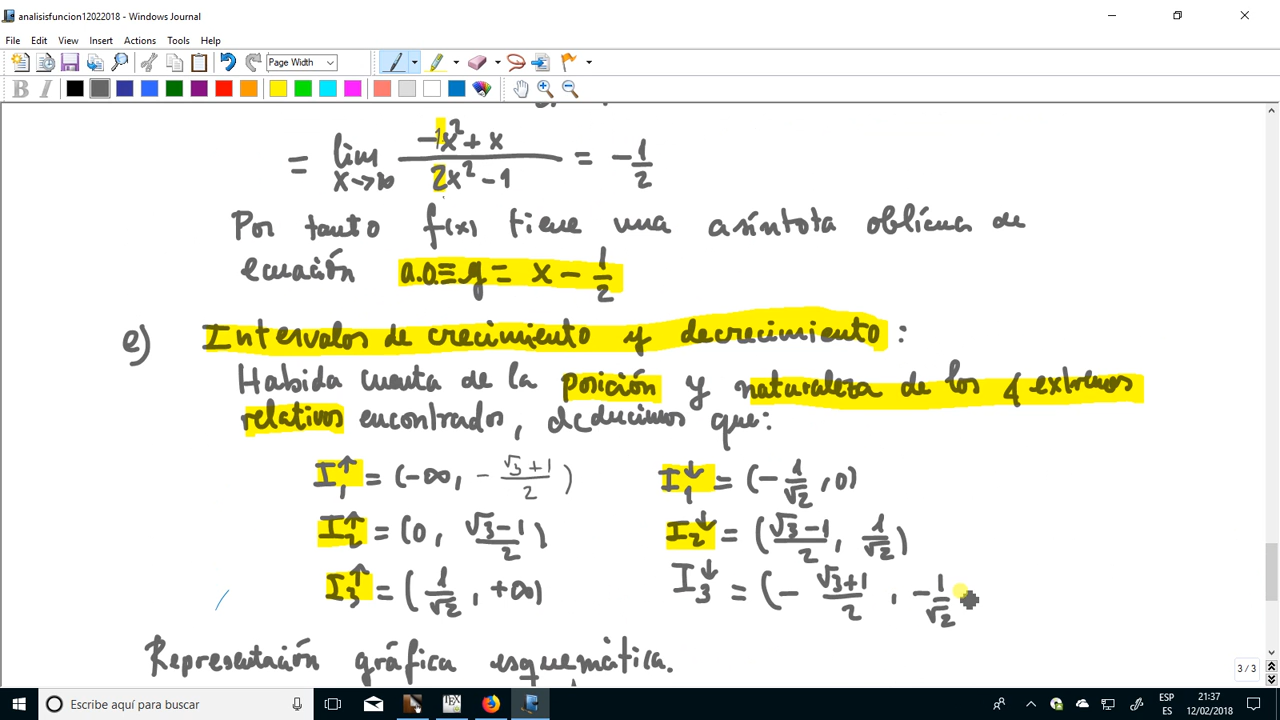 analisisfuncion12022018 - Windows Journal
File Edit View Insert Actions Tools Help
Page Width
B I
= lim x→∞ (-1x² + x)/(2x² - 1) = -1/2
Por tanto f(x) tiene una asíntota oblícua de
ecuación a.o≡ y = x - 1/2
e) Intervalos de crecimiento y decrecimiento :
Habida cuenta de la posición y naturaleza de los 4 extremos
relativos encontrados, deducimos que:
I₁↑ = (-∞, -(√3+1)/2) I₁↓ = (-1/√2, 0)
I₂↑ = (0, (√3-1)/2) I₂↓ = ((√3-1)/2, 1/√2)
I₃↑ = (1/√2, +∞) I₃↓ = (-(√3+1)/2, -1/√2
Representación gráfica esquemática.
3 / 3
Escribe aquí para buscar
ESP 21:37
ES 12/02/2018